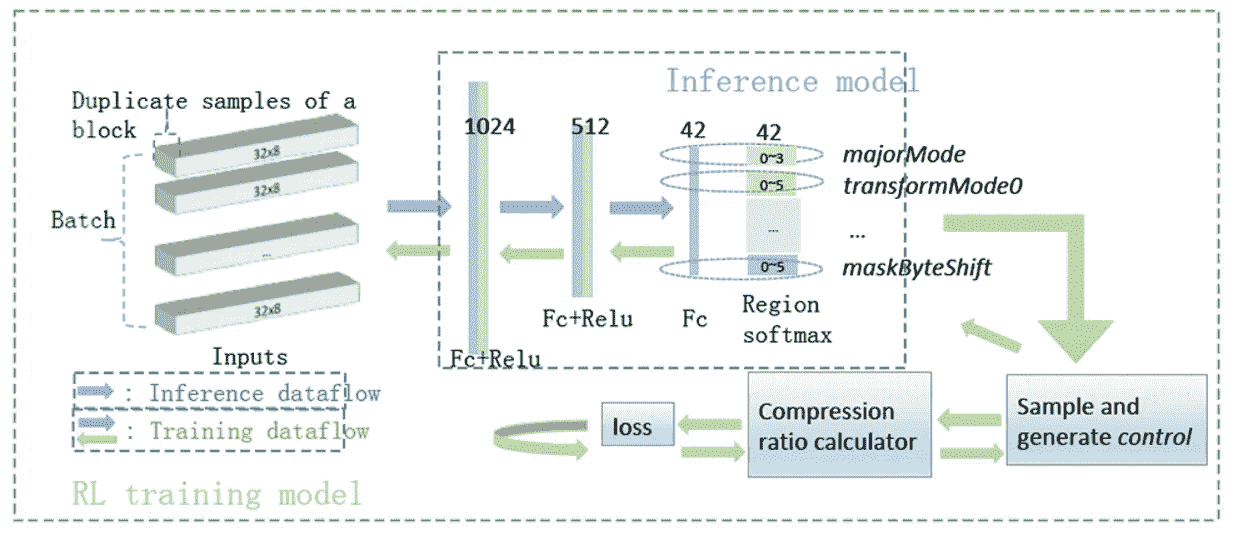 Inference model
Duplicate samples of a
block
32x8
32x8
...
32x8
Batch
Inputs
1024
512
42
42
0~3
0~5
...
0~5
majorMode
transformMode0
...
maskByteShift
Fc+Relu
Fc+Relu
Fc
Region
softmax
: Inference dataflow
: Training dataflow
RL training model
loss
Compression
ratio calculator
Sample and
generate control